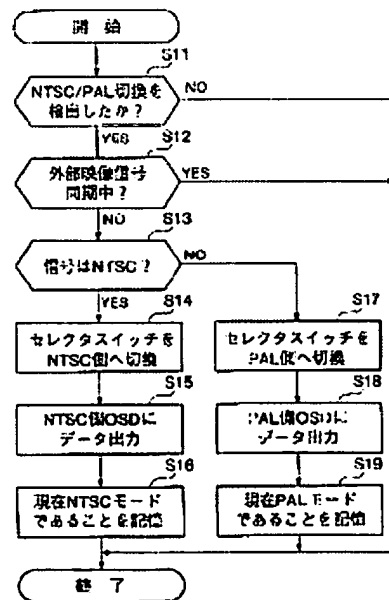 開始
S11
NTSC/PAL切換を
検出したか?
NO
YES
S12
外部映像信号
同期中?
YES
NO
S13
信号はNTSC?
NO
YES
S14
セレクタスイッチを
NTSC側へ切換
S17
セレクタスイッチを
PAL側へ切換
S15
NTSC側OSDに
データ出力
S18
PAL側OSDに
データ出力
S16
現在NTSCモード
であることを記憶
S19
現在PALモード
であることを記憶
終了